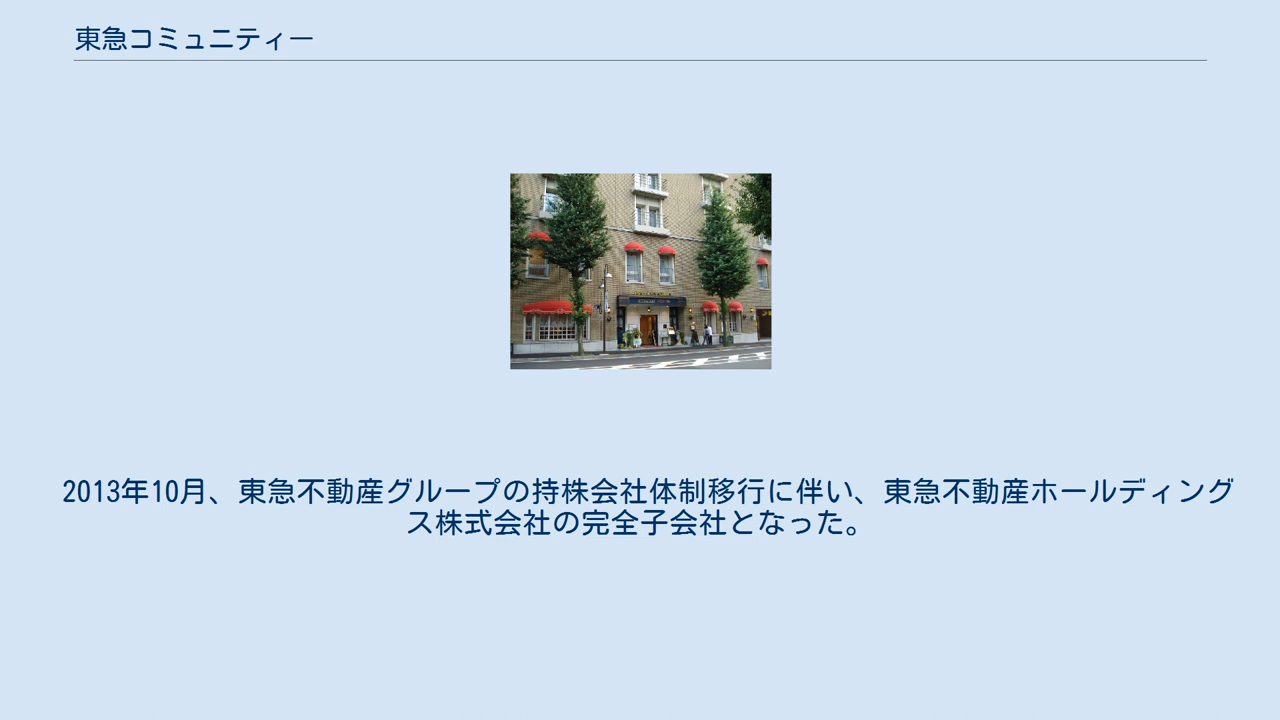 東急コミュニティー
2013年10月、東急不動産グループの持株会社体制移行に伴い、東急不動産ホールディング
ス株式会社の完全子会社となった。